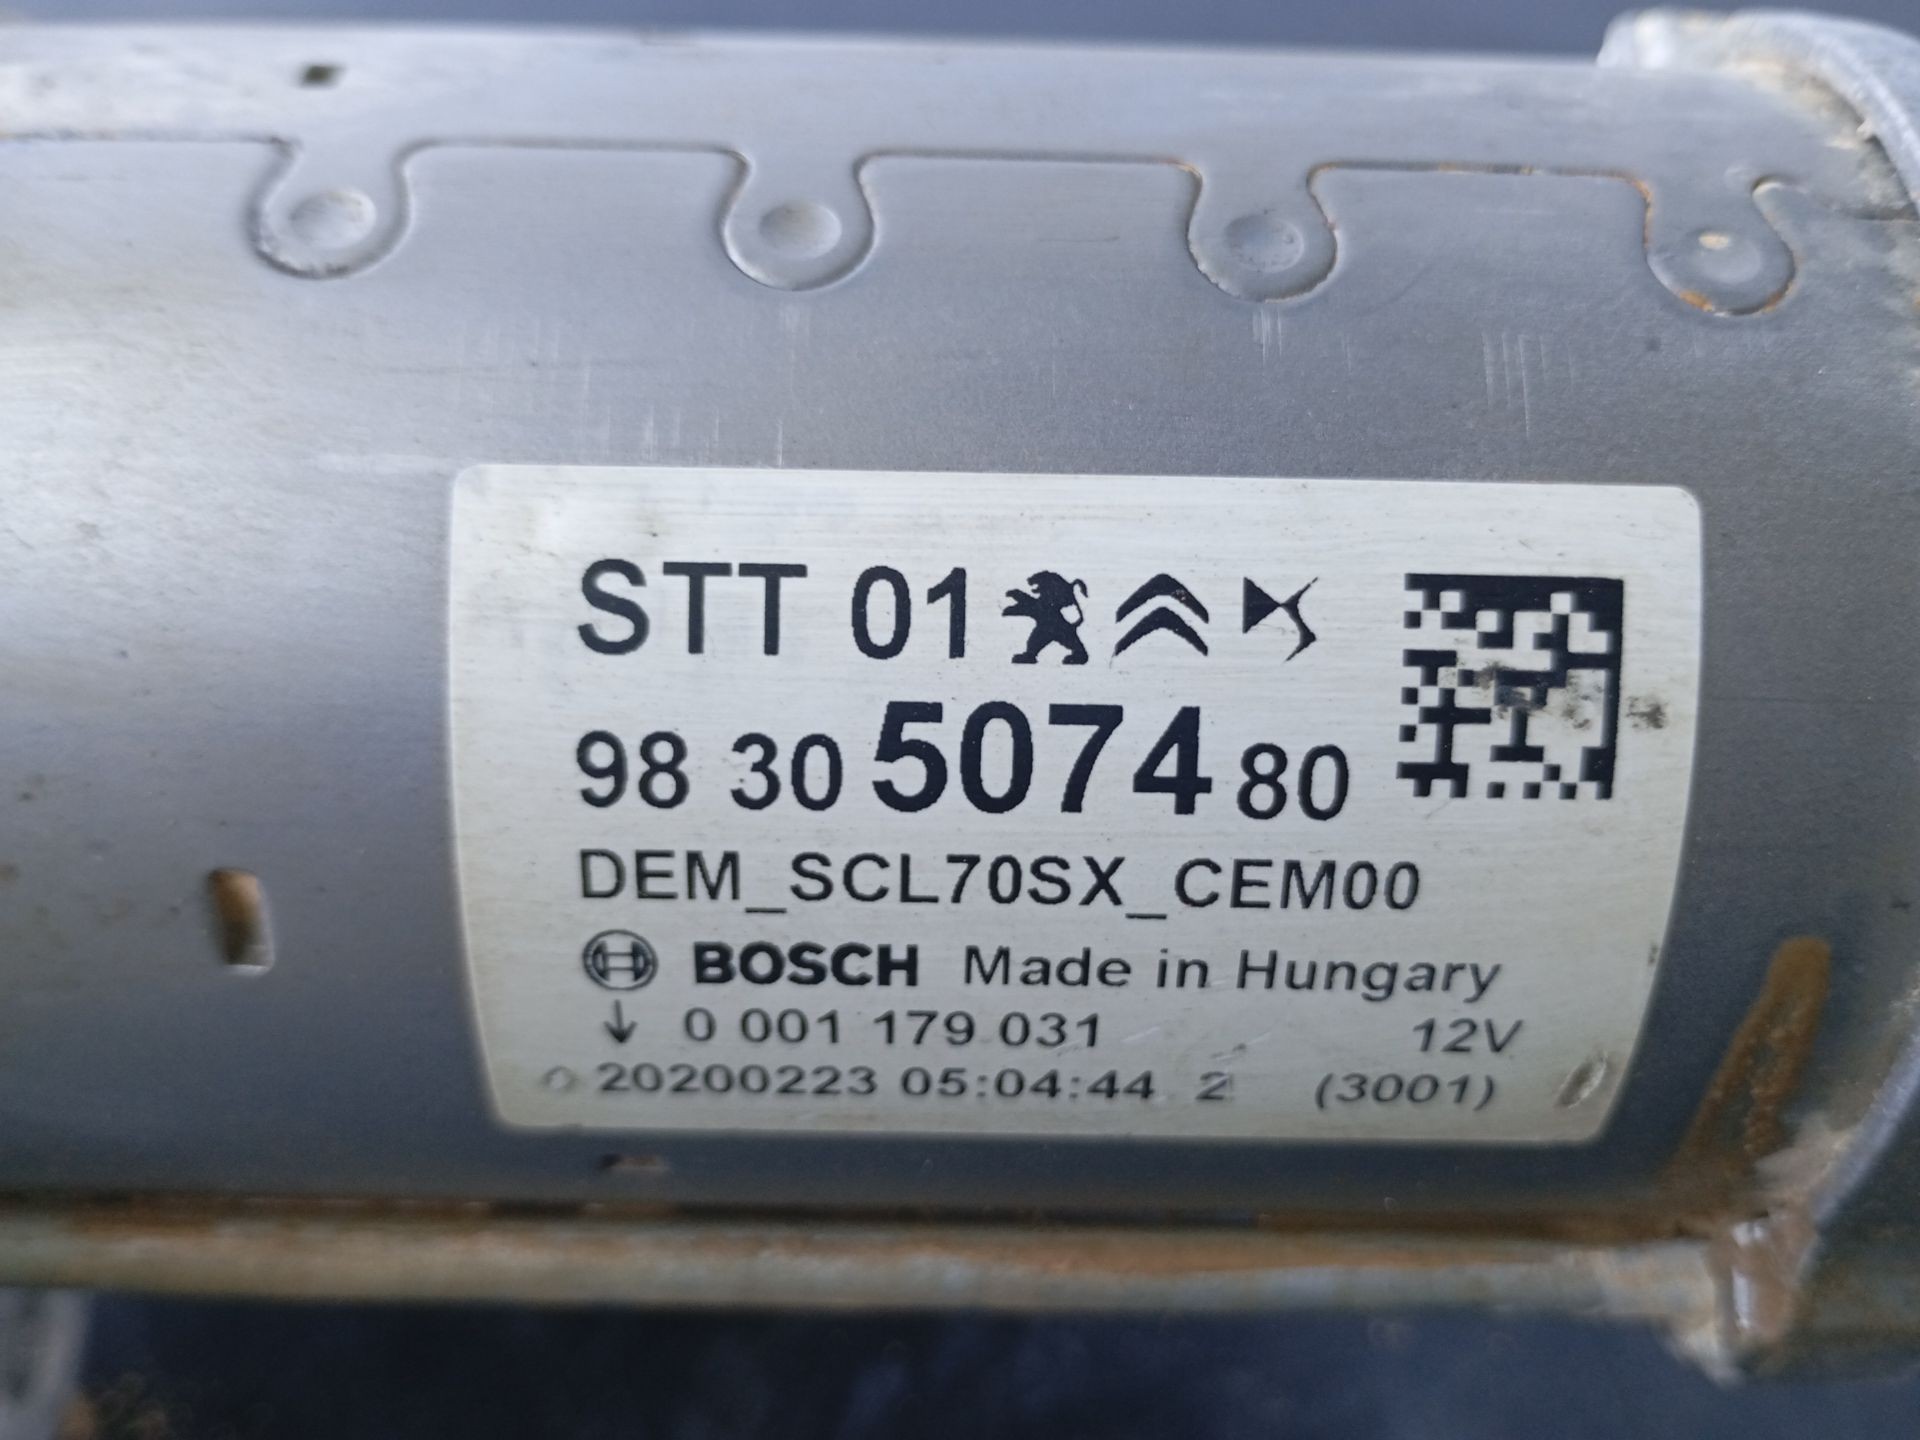 STT 01
98 30 5074 80
DEM_SCL70SX_CEM00
BOSCH Made in Hungary
0 001 179 031 12V
20200223 05:04:44 2 (3001)